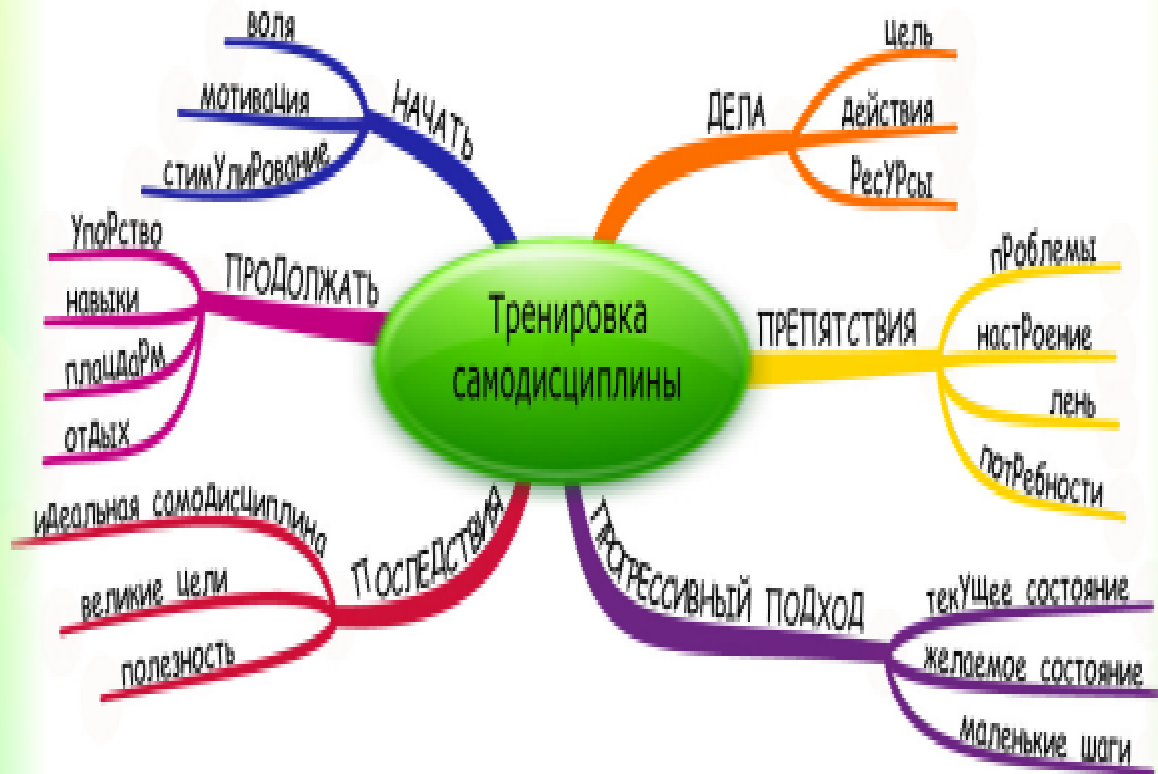 Тренировка
самодисциплины
НАЧАТЬ
воля
мотивация
стимулирование
ПРОДОЛЖАТЬ
упорство
навыки
плацдарм
отдых
ПОСЛЕДСТВИЯ
идеальная самодисциплина
великие цели
полезность
ДЕЛА
цель
действия
ресурсы
ПРЕПЯТСТВИЯ
проблемы
настроение
лень
потребности
ПРОГРЕССИВНЫЙ ПОДХОД
текущее состояние
желаемое состояние
маленькие шаги